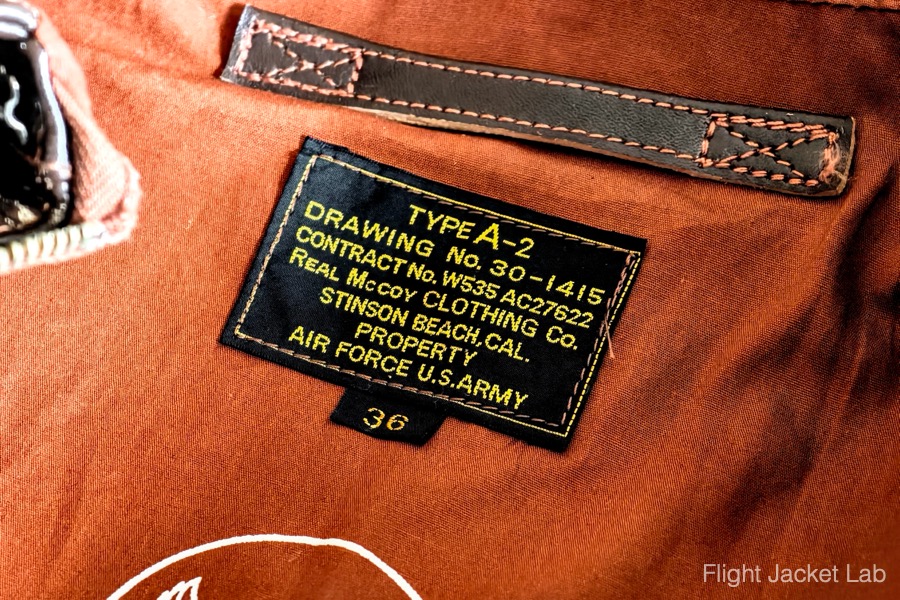 TYPE A-2
DRAWING No. 30-1415
CONTRACT No. W535 AC27622
REAL McCOY CLOTHING Co.
STINSON BEACH, CAL.
PROPERTY
AIR FORCE U.S.ARMY
36
Flight Jacket Lab